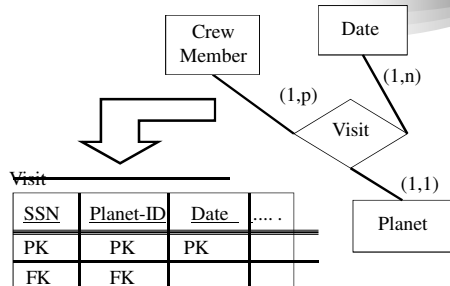 Crew
Member
Date
(1,p)
(1,n)
Visit
(1,1)
Planet
Visit
SSN Planet-ID Date .... .
PK PK PK
FK FK